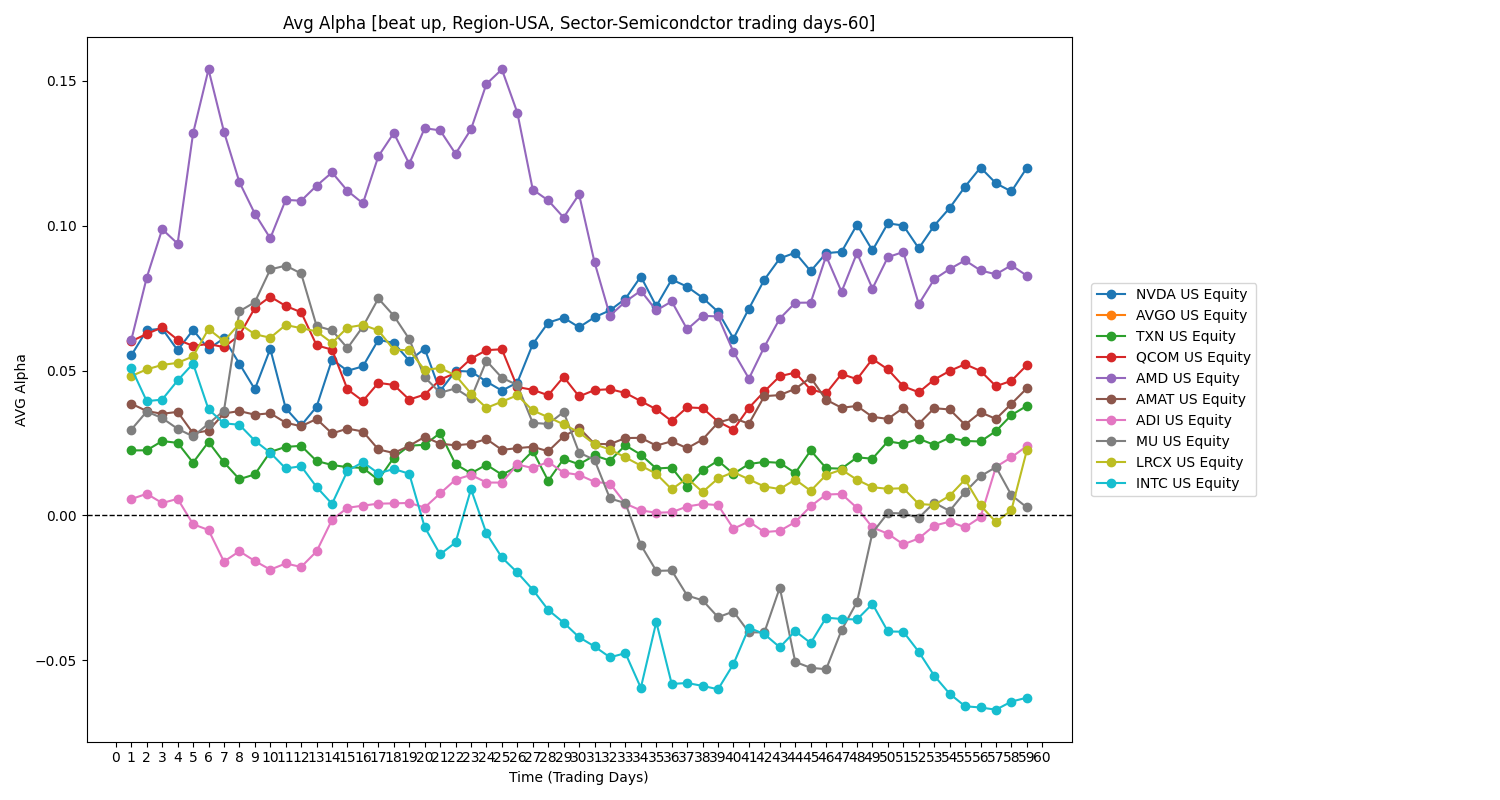 Avg Alpha [beat up, Region-USA, Sector-Semicondctor trading days-60]
AVG Alpha
0.15
0.10
0.05
0.00
−0.05
0 1 2 3 4 5 6 7 8 9 10 11 12 13 14 15 16 17 18 19 20 21 22 23 24 25 26 27 28 29 30 31 32 33 34 35 36 37 38 39 40 41 42 43 44 45 46 47 48 49 50 51 52 53 54 55 56 57 58 59 60
Time (Trading Days)
NVDA US Equity
AVGO US Equity
TXN US Equity
QCOM US Equity
AMD US Equity
AMAT US Equity
ADI US Equity
MU US Equity
LRCX US Equity
INTC US Equity